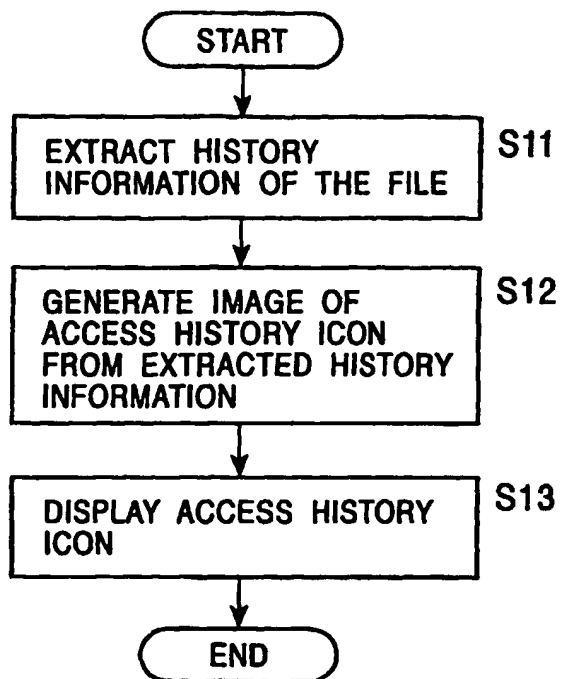 START
EXTRACT HISTORY
INFORMATION OF THE FILE
S11
GENERATE IMAGE OF
ACCESS HISTORY ICON
FROM EXTRACTED HISTORY
INFORMATION
S12
DISPLAY ACCESS HISTORY
ICON
S13
END